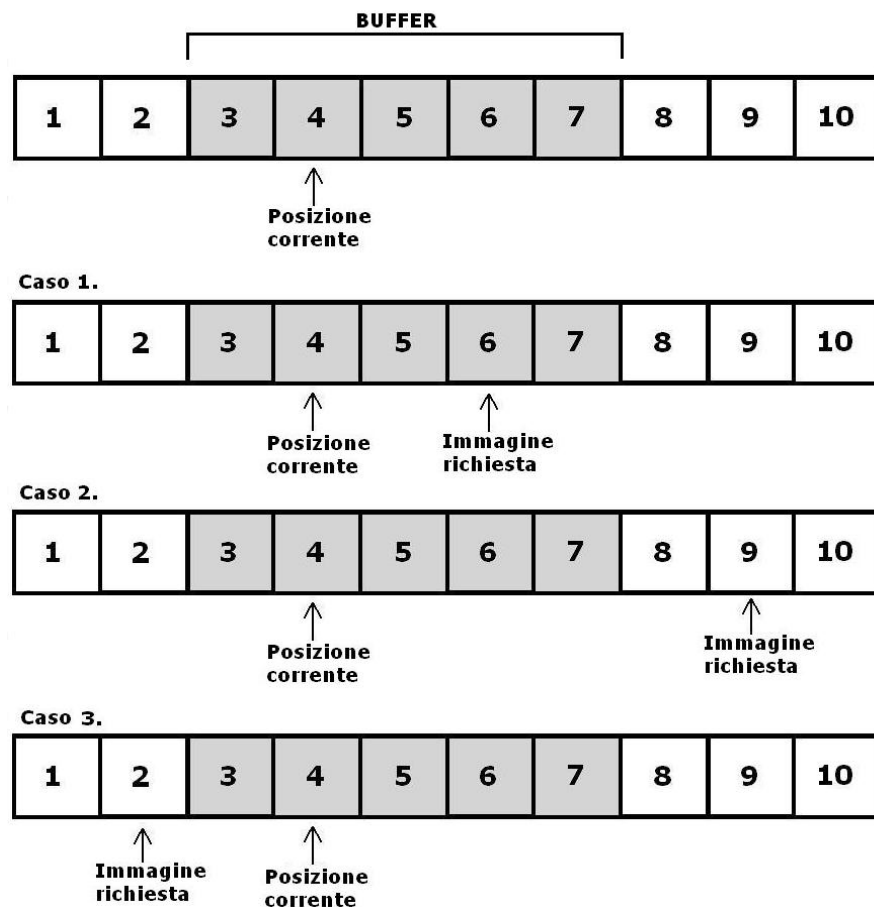 BUFFER
1 2 3 4 5 6 7 8 9 10
Posizione
corrente
Caso 1.
1 2 3 4 5 6 7 8 9 10
Posizione Immagine
corrente richiesta
Caso 2.
1 2 3 4 5 6 7 8 9 10
Posizione Immagine
corrente richiesta
Caso 3.
1 2 3 4 5 6 7 8 9 10
Immagine Posizione
richiesta corrente